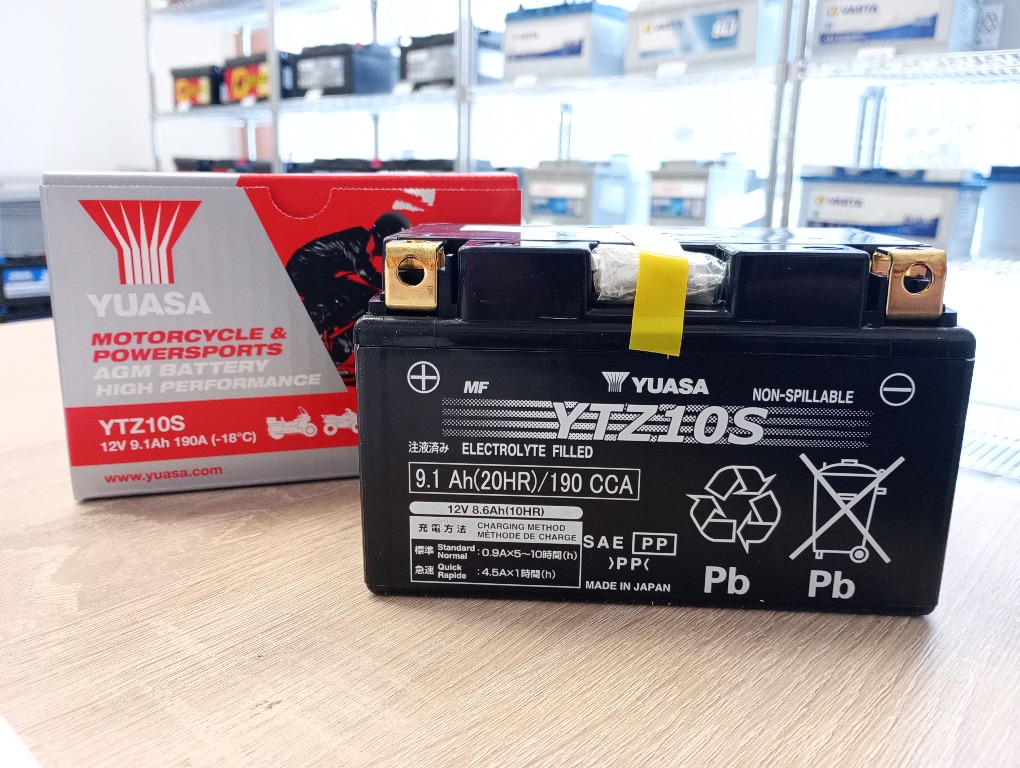 YUASA
MOTORCYCLE &
POWERSPORTS
AGM BATTERY
HIGH PERFORMANCE
YTZ10S
12V 9.1Ah 190A (-18°C)
www.yuasa.com
MF
YUASA
NON-SPILLABLE
YTZ10S
注液済み ELECTROLYTE FILLED
9.1 Ah(20HR)/190 CCA
12V 8.6Ah(10HR)
充電方法 CHARGING METHOD
MÉTHODE DE CHARGE
標準 Standard Normal : 0.9A×5~10時間(h)
急速 Quick Rapide : 4.5A×1時間(h)
SAE PP
>PP<
MADE IN JAPAN
Pb
Pb
VARTA
VARTA
VARTA